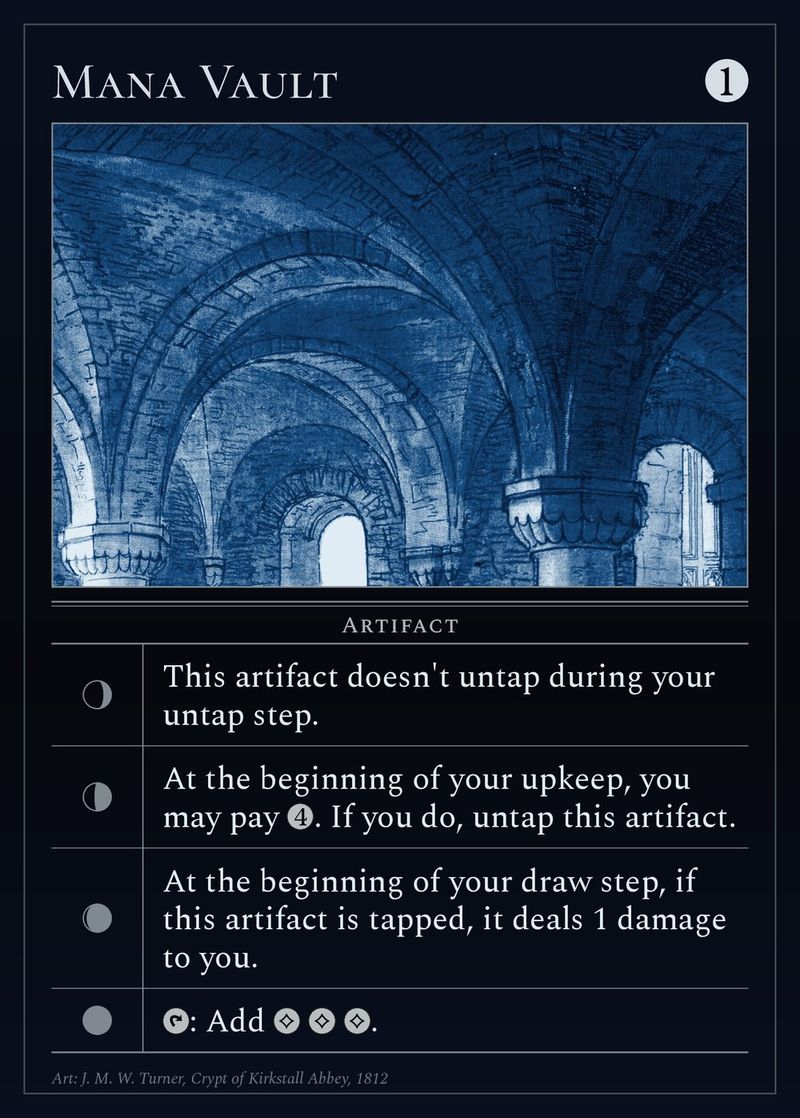 Mana Vault
1
Artifact
This artifact doesn't untap during your
untap step.
At the beginning of your upkeep, you
may pay 4. If you do, untap this artifact.
At the beginning of your draw step, if
this artifact is tapped, it deals 1 damage
to you.
: Add .
Art: J. M. W. Turner, Crypt of Kirkstall Abbey, 1812